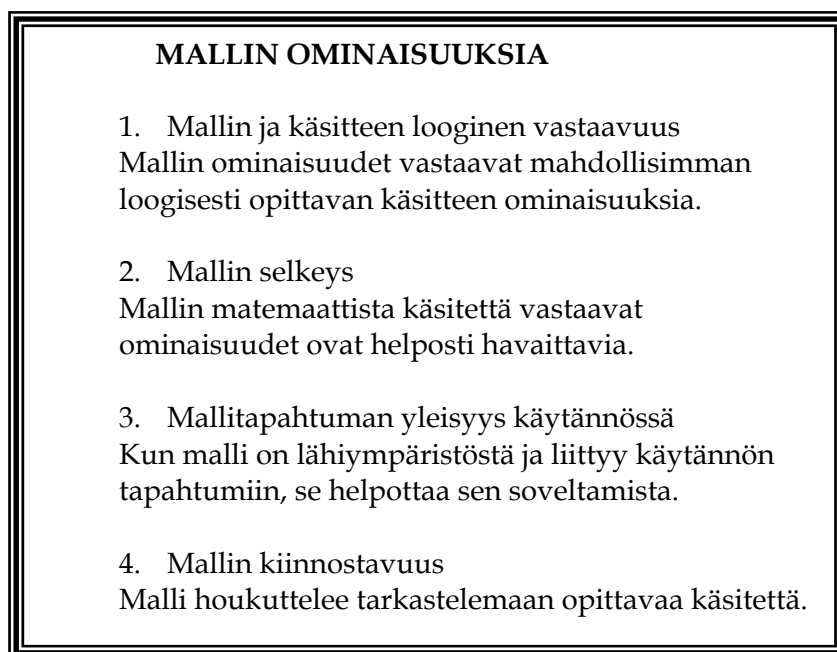 MALLIN OMINAISUUKSIA
1. Mallin ja käsitteen looginen vastaavuus
Mallin ominaisuudet vastaavat mahdollisimman
loogisesti opittavan käsitteen ominaisuuksia.
2. Mallin selkeys
Mallin matemaattista käsitettä vastaavat
ominaisuudet ovat helposti havaittavia.
3. Mallitapahtuman yleisyys käytännössä
Kun malli on lähiympäristöstä ja liittyy käytännön
tapahtumiin, se helpottaa sen soveltamista.
4. Mallin kiinnostavuus
Malli houkuttelee tarkastelemaan opittavaa käsitettä.